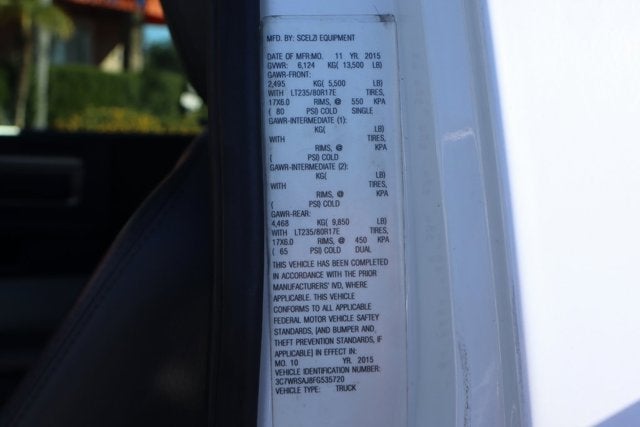 MFD. BY: SCELZI EQUIPMENT
DATE OF MFR:MO. 11 YR. 2015
GVWR: 6,124 KG( 13,500 LB)
GAWR-FRONT:
2,495 KG( 5,500 LB)
WITH LT235/80R17E TIRES,
17X6.0 RIMS, @ 550 KPA
( 80 PSI) COLD SINGLE
GAWR-INTERMEDIATE (1):
KG( LB)
WITH TIRES,
RIMS, @ KPA
( PSI) COLD
GAWR-INTERMEDIATE (2):
KG( LB)
WITH TIRES,
RIMS, @ KPA
( PSI) COLD
GAWR-REAR:
4,468 KG( 9,850 LB)
WITH LT235/80R17E TIRES,
17X6.0 RIMS, @ 450 KPA
( 65 PSI) COLD DUAL
THIS VEHICLE HAS BEEN COMPLETED
IN ACCORDANCE WITH THE PRIOR
MANUFACTURERS' IVD, WHERE
APPLICABLE. THIS VEHICLE
CONFORMS TO ALL APPLICABLE
FEDERAL MOTOR VEHICLE SAFTEY
STANDARDS, [AND BUMPER AND
THEFT PREVENTION STANDARDS, IF
APPLICABLE] IN EFFECT IN:
MO. 10 YR. 2015
VEHICLE IDENTIFICATION NUMBER:
3C7WRSAJ8FG535720
VEHICLE TYPE: TRUCK